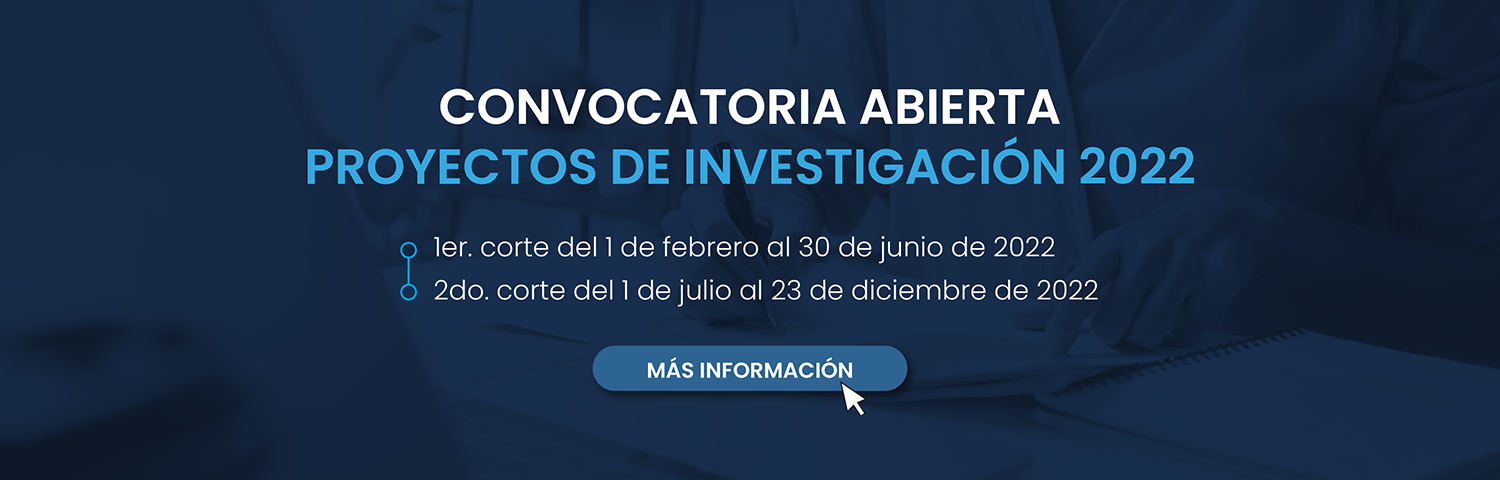 CONVOCATORIA ABIERTA
PROYECTOS DE INVESTIGACIÓN 2022
1er. corte del 1 de febrero al 30 de junio de 2022
2do. corte del 1 de julio al 23 de diciembre de 2022
MÁS INFORMACIÓN